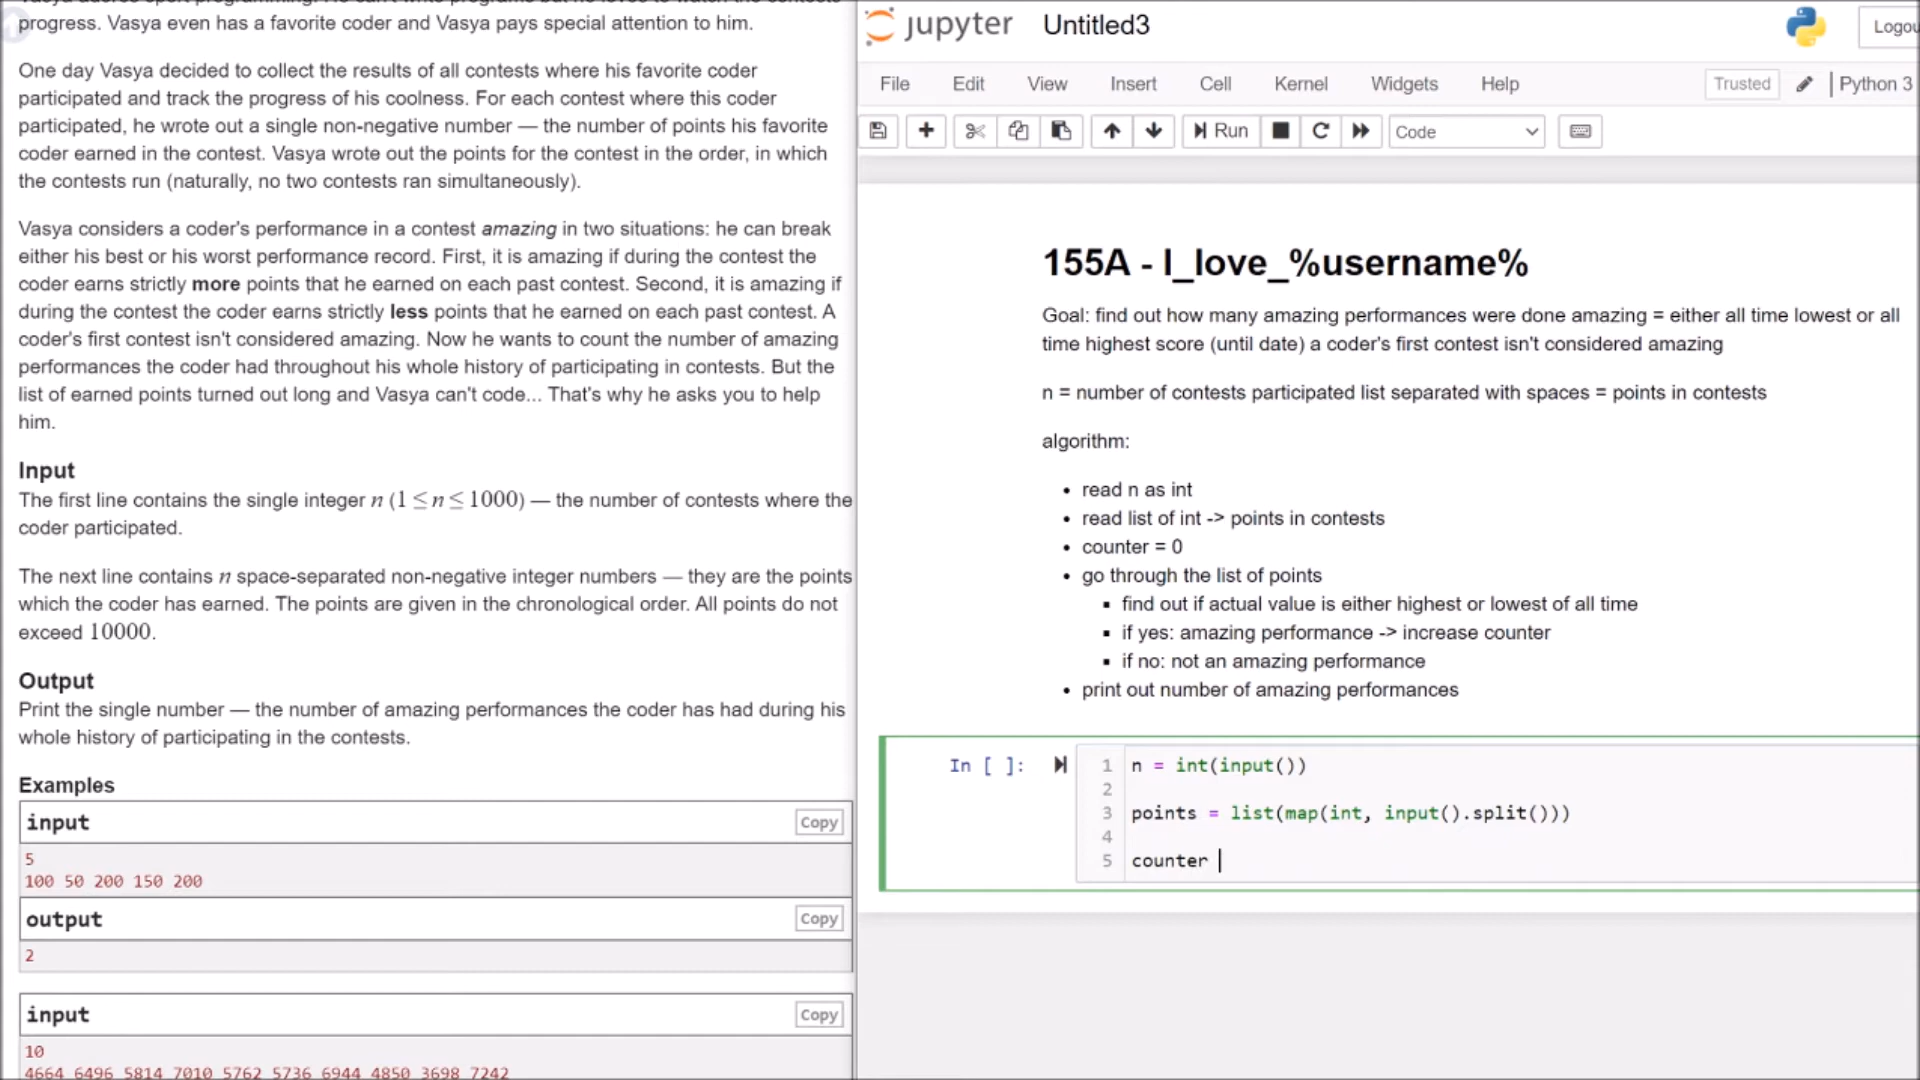 progress. Vasya even has a favorite coder and Vasya pays special attention to him.
One day Vasya decided to collect the results of all contests where his favorite coder
participated and track the progress of his coolness. For each contest where this coder
participated, he wrote out a single non-negative number — the number of points his favorite
coder earned in the contest. Vasya wrote out the points for the contest in the order, in which
the contests run (naturally, no two contests ran simultaneously).
Vasya considers a coder's performance in a contest amazing in two situations: he can break
either his best or his worst performance record. First, it is amazing if during the contest the
coder earns strictly more points that he earned on each past contest. Second, it is amazing if
during the contest the coder earns strictly less points that he earned on each past contest. A
coder's first contest isn't considered amazing. Now he wants to count the number of amazing
performances the coder had throughout his whole history of participating in contests. But the
list of earned points turned out long and Vasya can't code... That's why he asks you to help
him.
Input
The first line contains the single integer n (1 ≤ n ≤ 1000) — the number of contests where the
coder participated.
The next line contains n space-separated non-negative integer numbers — they are the points
which the coder has earned. The points are given in the chronological order. All points do not
exceed 10000.
Output
Print the single number — the number of amazing performances the coder has had during his
whole history of participating in the contests.
Examples
input
Copy
5
100 50 200 150 200
output
Copy
2
input
Copy
10
4664 6496 5814 7010 5762 5736 6944 4850 3698 7242
jupyter Untitled3
Logou
File Edit View Insert Cell Kernel Widgets Help
Trusted
Python 3
Run
Code
155A - I_love_%username%
Goal: find out how many amazing performances were done amazing = either all time lowest or all
time highest score (until date) a coder's first contest isn't considered amazing
n = number of contests participated list separated with spaces = points in contests
algorithm:
• read n as int
• read list of int -> points in contests
• counter = 0
• go through the list of points
▪ find out if actual value is either highest or lowest of all time
▪ if yes: amazing performance -> increase counter
▪ if no: not an amazing performance
• print out number of amazing performances
In [ ]:
1 n = int(input())
2
3 points = list(map(int, input().split()))
4
5 counter